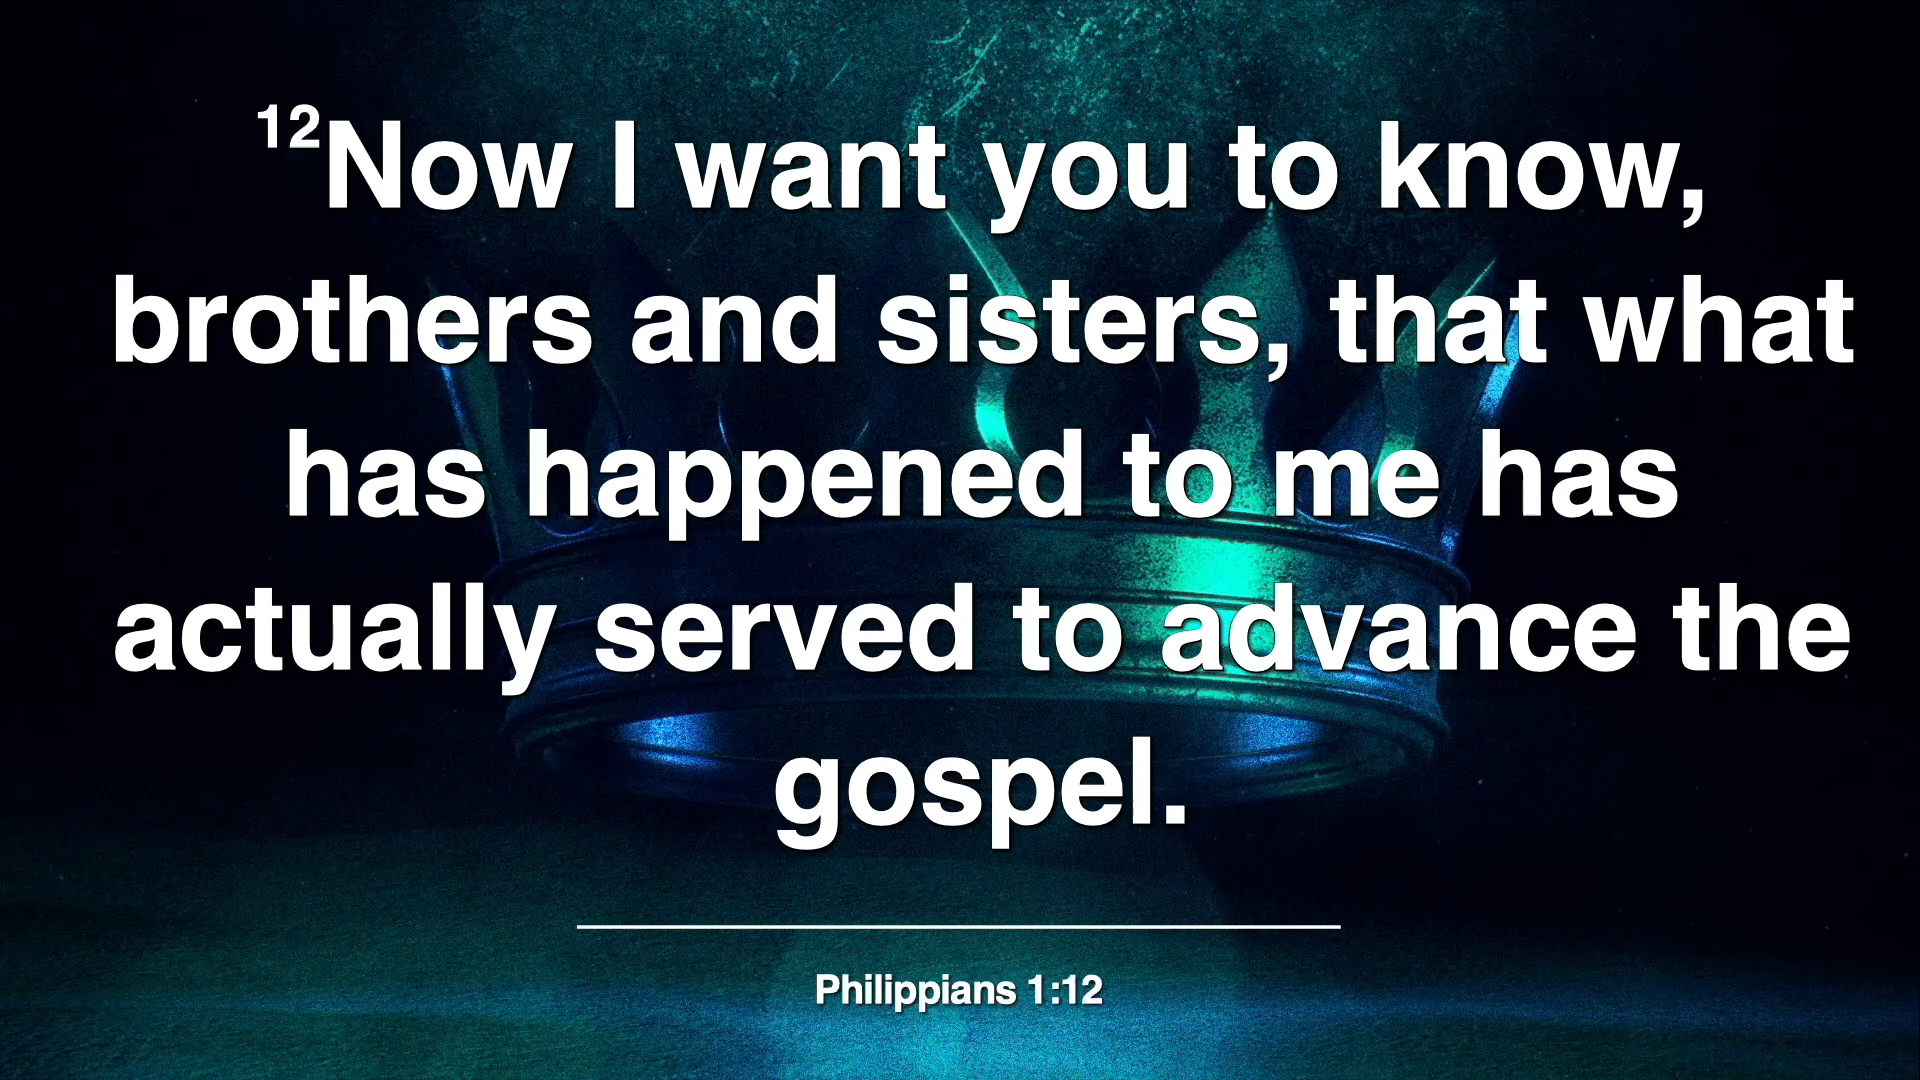 12Now I want you to know,
brothers and sisters, that what
has happened to me has
actually served to advance the
gospel.
Philippians 1:12